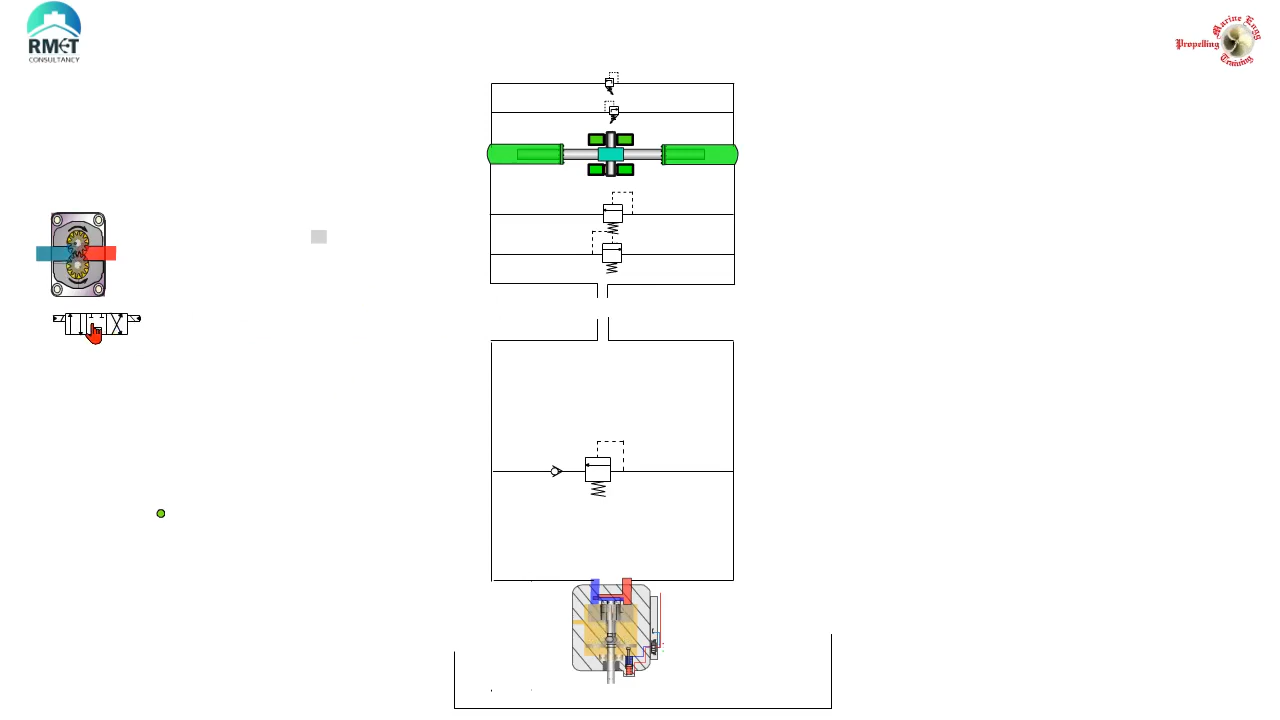 RMET
CONSULTANCY
Marine Engg
Propelling
Training